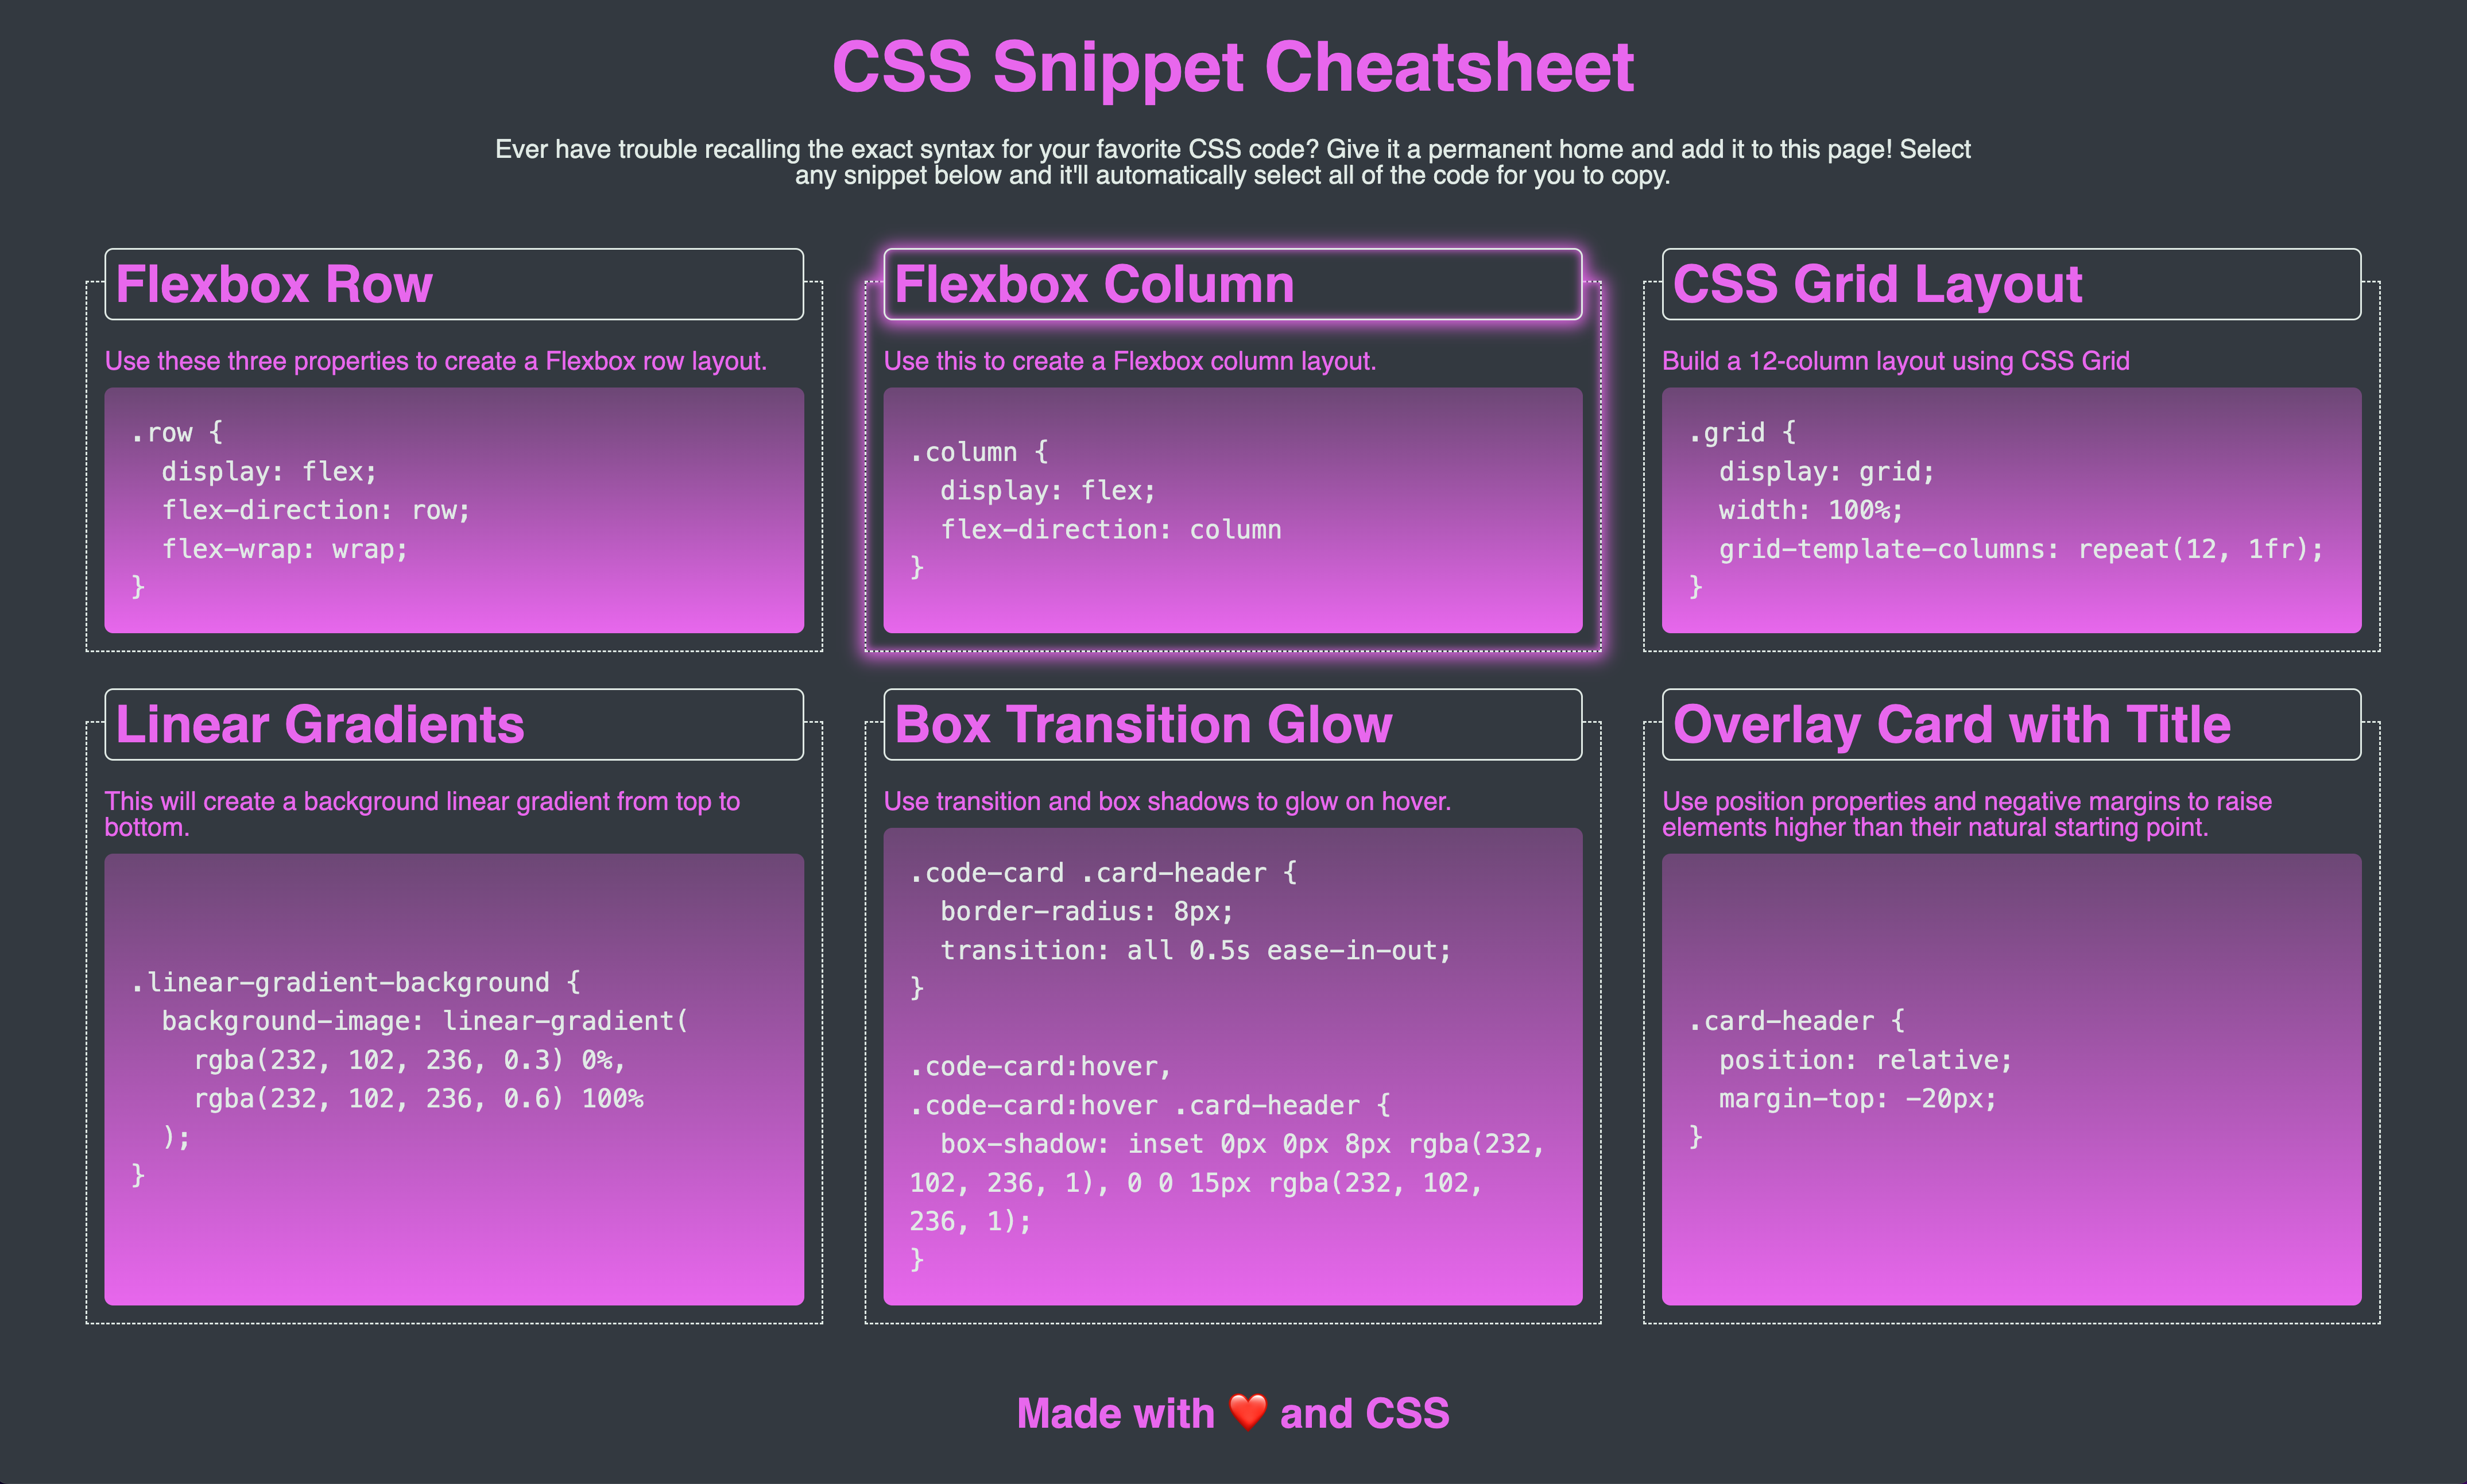 CSS Snippet Cheatsheet
Ever have trouble recalling the exact syntax for your favorite CSS code? Give it a permanent home and add it to this page! Select
any snippet below and it'll automatically select all of the code for you to copy.
Flexbox Row
Use these three properties to create a Flexbox row layout.
.row {
  display: flex;
  flex-direction: row;
  flex-wrap: wrap;
}
Flexbox Column
Use this to create a Flexbox column layout.
.column {
  display: flex;
  flex-direction: column
}
CSS Grid Layout
Build a 12-column layout using CSS Grid
.grid {
  display: grid;
  width: 100%;
  grid-template-columns: repeat(12, 1fr);
}
Linear Gradients
This will create a background linear gradient from top to
bottom.
.linear-gradient-background {
  background-image: linear-gradient(
    rgba(232, 102, 236, 0.3) 0%,
    rgba(232, 102, 236, 0.6) 100%
  );
}
Box Transition Glow
Use transition and box shadows to glow on hover.
.code-card .card-header {
  border-radius: 8px;
  transition: all 0.5s ease-in-out;
}
.code-card:hover,
.code-card:hover .card-header {
  box-shadow: inset 0px 0px 8px rgba(232,
102, 236, 1), 0 0 15px rgba(232, 102,
236, 1);
}
Overlay Card with Title
Use position properties and negative margins to raise
elements higher than their natural starting point.
.card-header {
  position: relative;
  margin-top: -20px;
}
Made with ❤️ and CSS